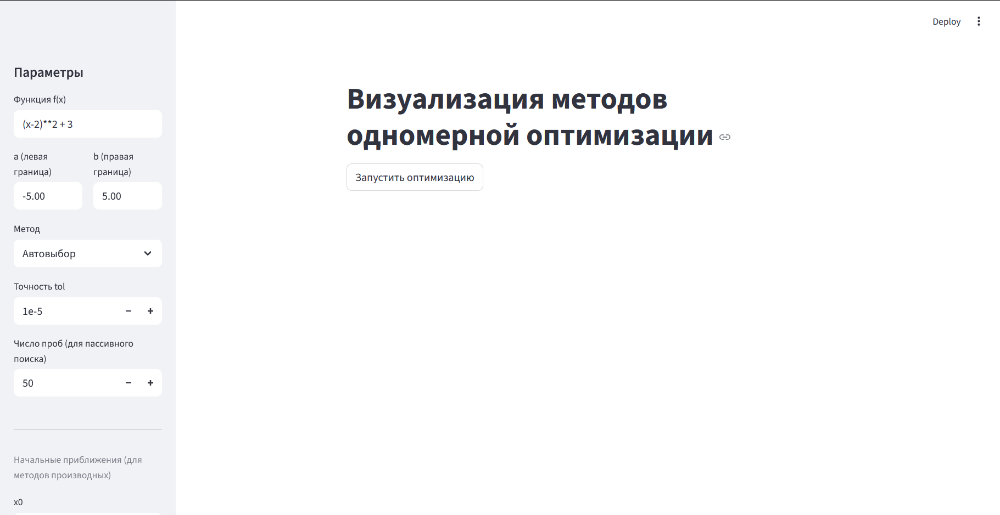 Deploy
Параметры
Функция f(x)
(x-2)**2 + 3
a (левая
граница)
b (правая
граница)
-5.00
5.00
Метод
Автовыбор
Точность tol
1e-5
Число проб (для пассивного
поиска)
50
Начальные приближения (для
методов производных)
x0
Визуализация методов
одномерной оптимизации
Запустить оптимизацию